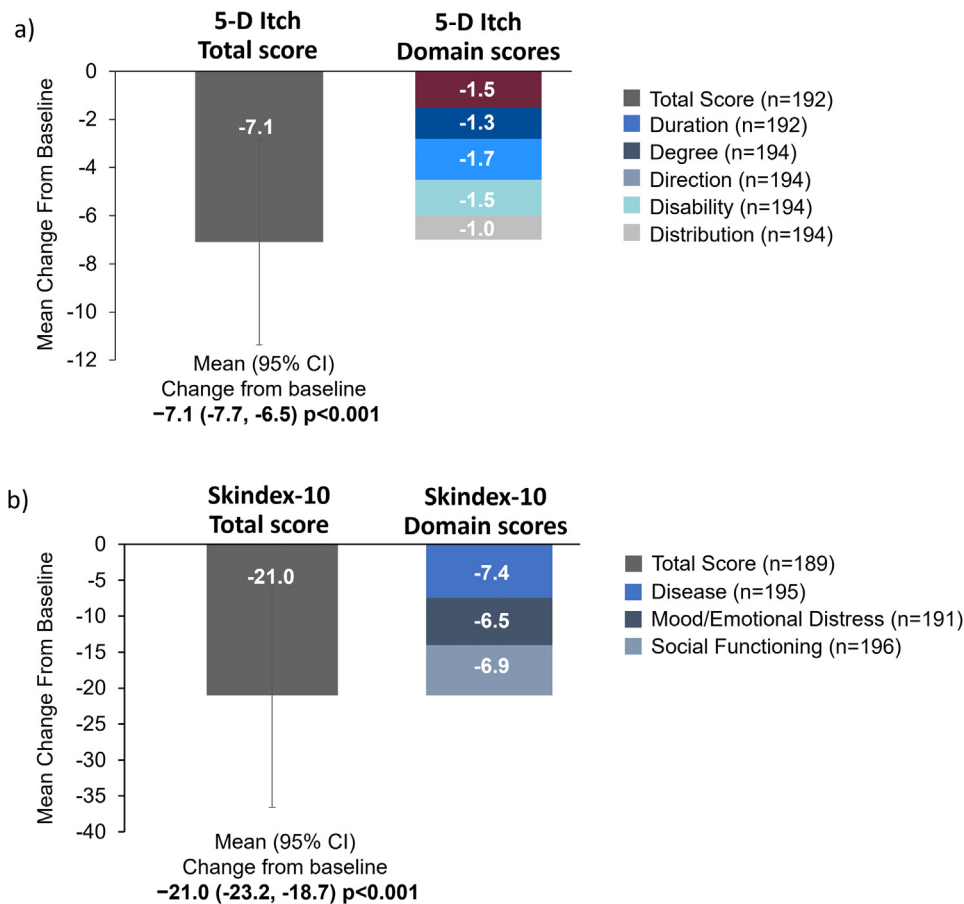 a)
5-D Itch
Total score
5-D Itch
Domain scores
Mean Change From Baseline
0
-2
-4
-6
-8
-10
-12
-7.1
-1.5
-1.3
-1.7
-1.5
-1.0
Total Score (n=192)
Duration (n=192)
Degree (n=194)
Direction (n=194)
Disability (n=194)
Distribution (n=194)
Mean (95% CI)
Change from baseline
−7.1 (-7.7, -6.5) p<0.001
b)
Skindex-10
Total score
Skindex-10
Domain scores
Mean Change From Baseline
0
-5
-10
-15
-20
-25
-30
-35
-40
-21.0
-7.4
-6.5
-6.9
Total Score (n=189)
Disease (n=195)
Mood/Emotional Distress (n=191)
Social Functioning (n=196)
Mean (95% CI)
Change from baseline
−21.0 (-23.2, -18.7) p<0.001